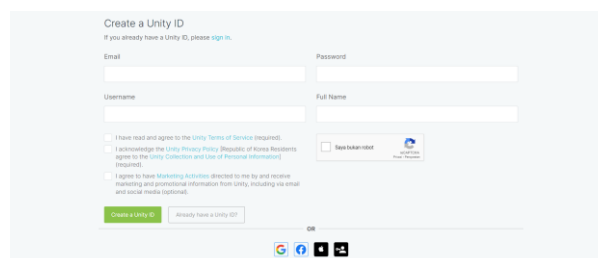 Create a Unity ID
If you already have a Unity ID, please sign in.
Email
Password
Username
Full Name
I have read and agree to the Unity Terms of Service (required).
I acknowledge the Unity Privacy Policy [Republic of Korea Residents
agree to the Unity Collection and Use of Personal Information]
(required).
I agree to have Marketing Activities directed to me by and receive
marketing and promotional information from Unity, including via email
and social media (optional).
Saya bukan robot
reCAPTCHA
Create a Unity ID
Already have a Unity ID?
OR